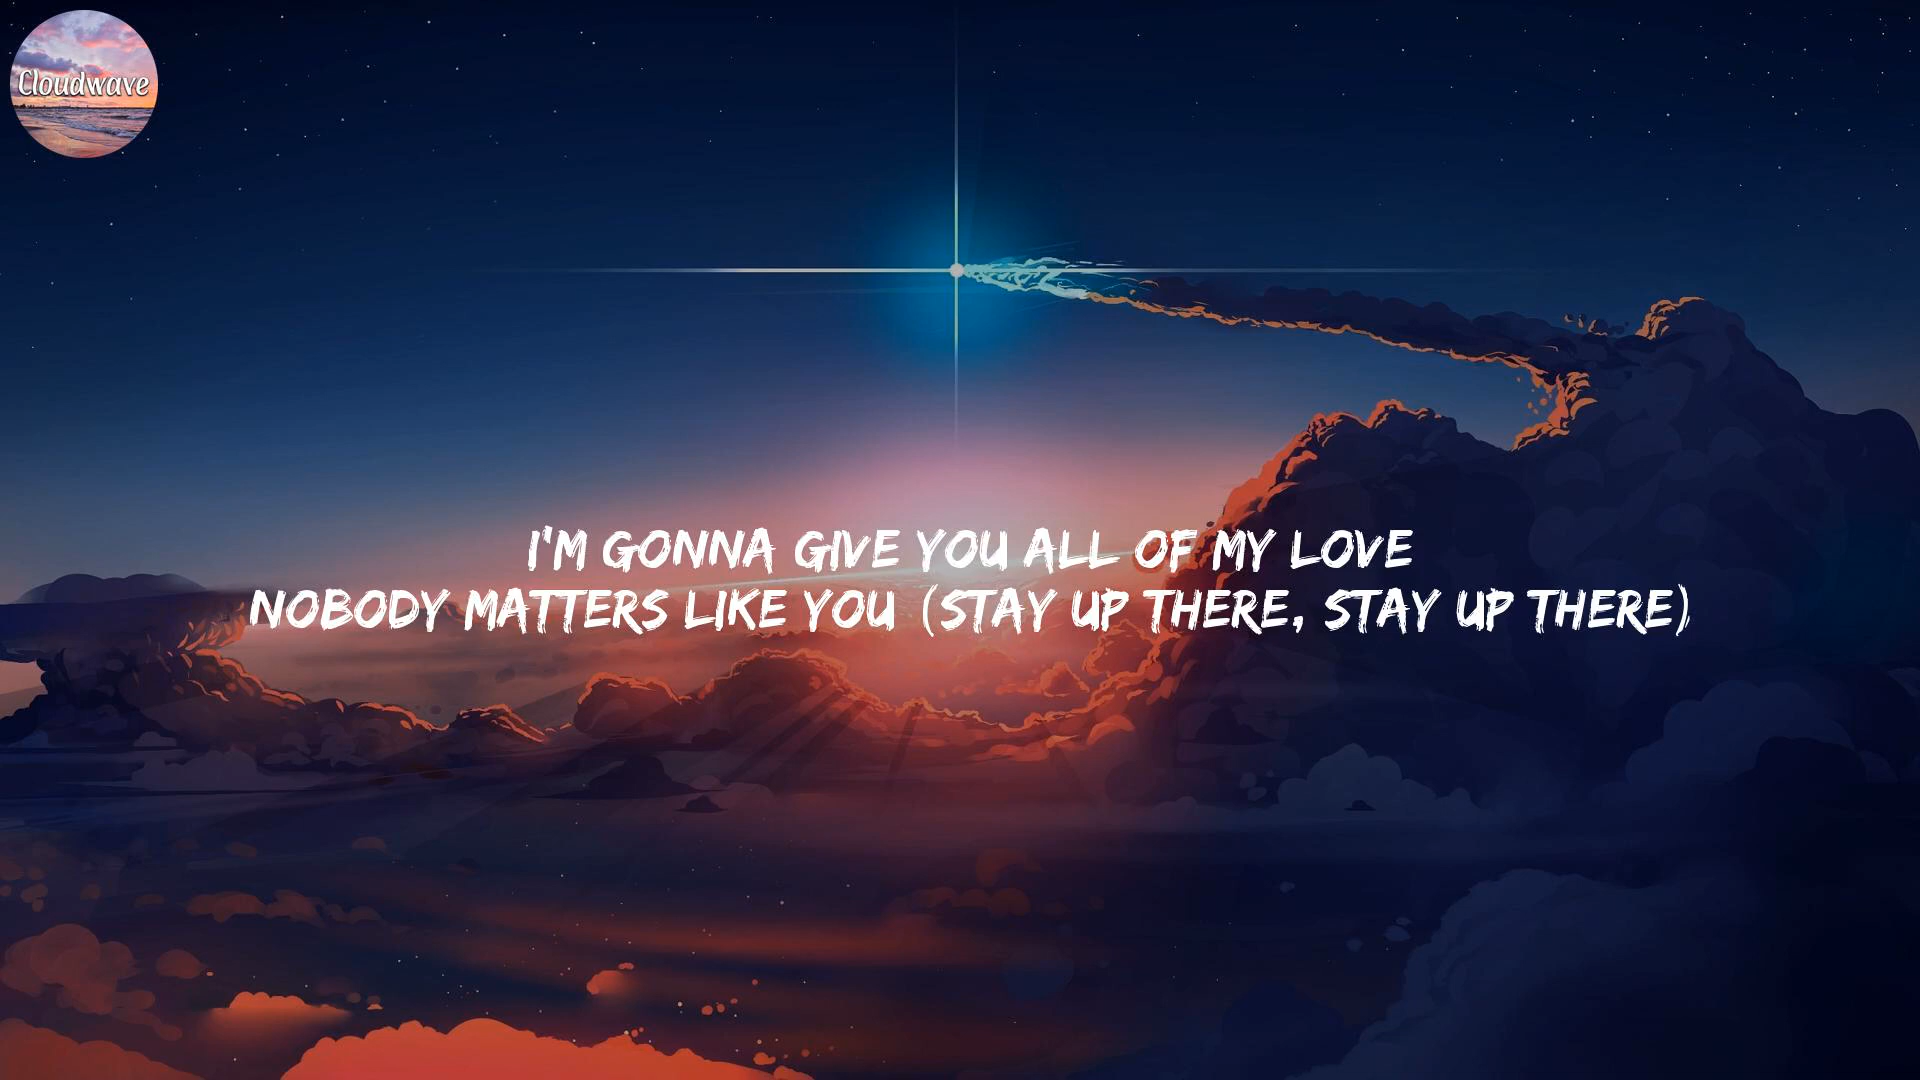 Cloudwave
I'M GONNA GIVE YOU ALL OF MY LOVE
NOBODY MATTERS LIKE YOU (STAY UP THERE, STAY UP THERE)